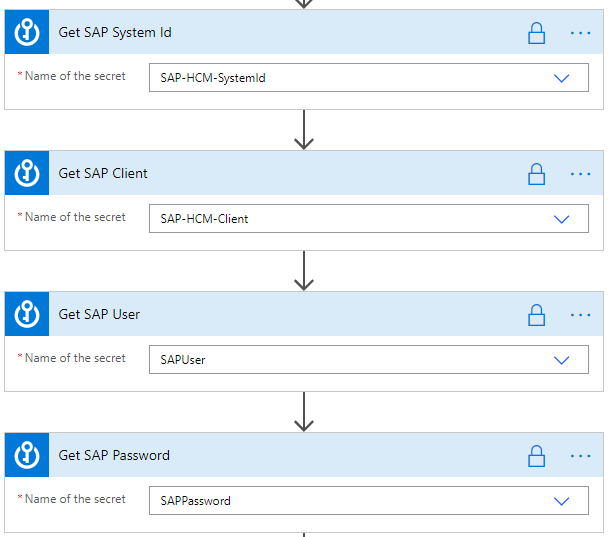 Get SAP System Id
* Name of the secret
SAP-HCM-SystemId
Get SAP Client
* Name of the secret
SAP-HCM-Client
Get SAP User
* Name of the secret
SAPUser
Get SAP Password
* Name of the secret
SAPPassword